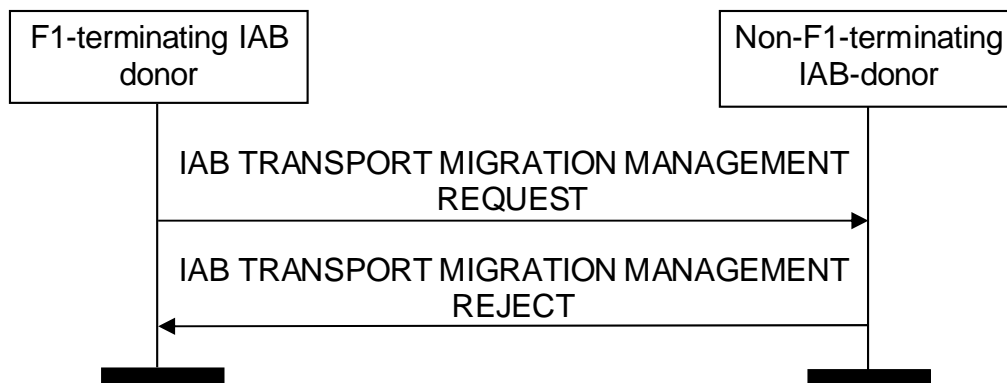 F1-terminating IAB
donor
Non-F1-terminating
IAB-donor
IAB TRANSPORT MIGRATION MANAGEMENT
REQUEST
IAB TRANSPORT MIGRATION MANAGEMENT
REJECT